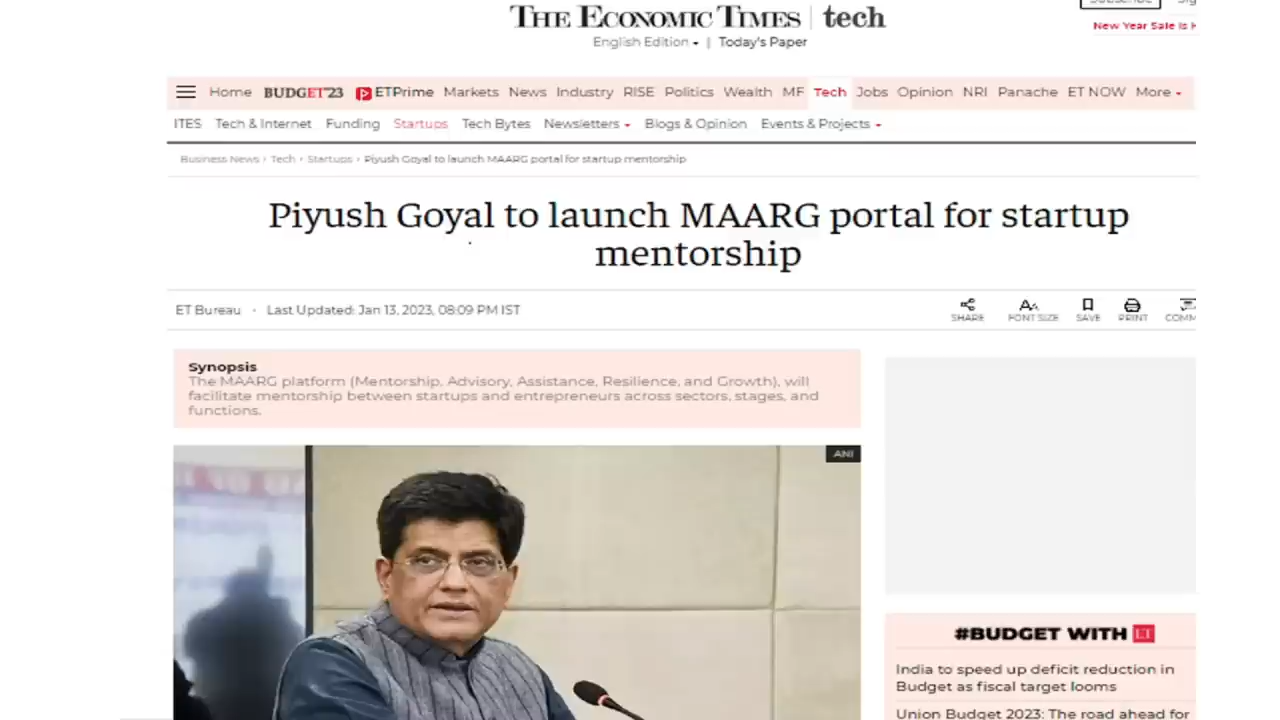 THE ECONOMIC TIMES | tech
Subscribe
New Year Sale is
English Edition | Today's Paper
Home BUDGET'23 ETPrime Markets News Industry RISE Politics Wealth MF Tech Jobs Opinion NRI Panache ET NOW More
ITES Tech & Internet Funding Startups Tech Bytes Newsletters Blogs & Opinion Events & Projects
Business News › Tech › Startups › Piyush Goyal to launch MAARG portal for startup mentorship
Piyush Goyal to launch MAARG portal for startup
mentorship
ET Bureau · Last Updated: Jan 13, 2023, 08:09 PM IST
SHARE FONT SIZE SAVE PRINT COMM
Synopsis
The MAARG platform (Mentorship, Advisory, Assistance, Resilience, and Growth), will
facilitate mentorship between startups and entrepreneurs across sectors, stages, and
functions.
ANI
#BUDGET WITH ET
India to speed up deficit reduction in
Budget as fiscal target looms
Union Budget 2023: The road ahead for